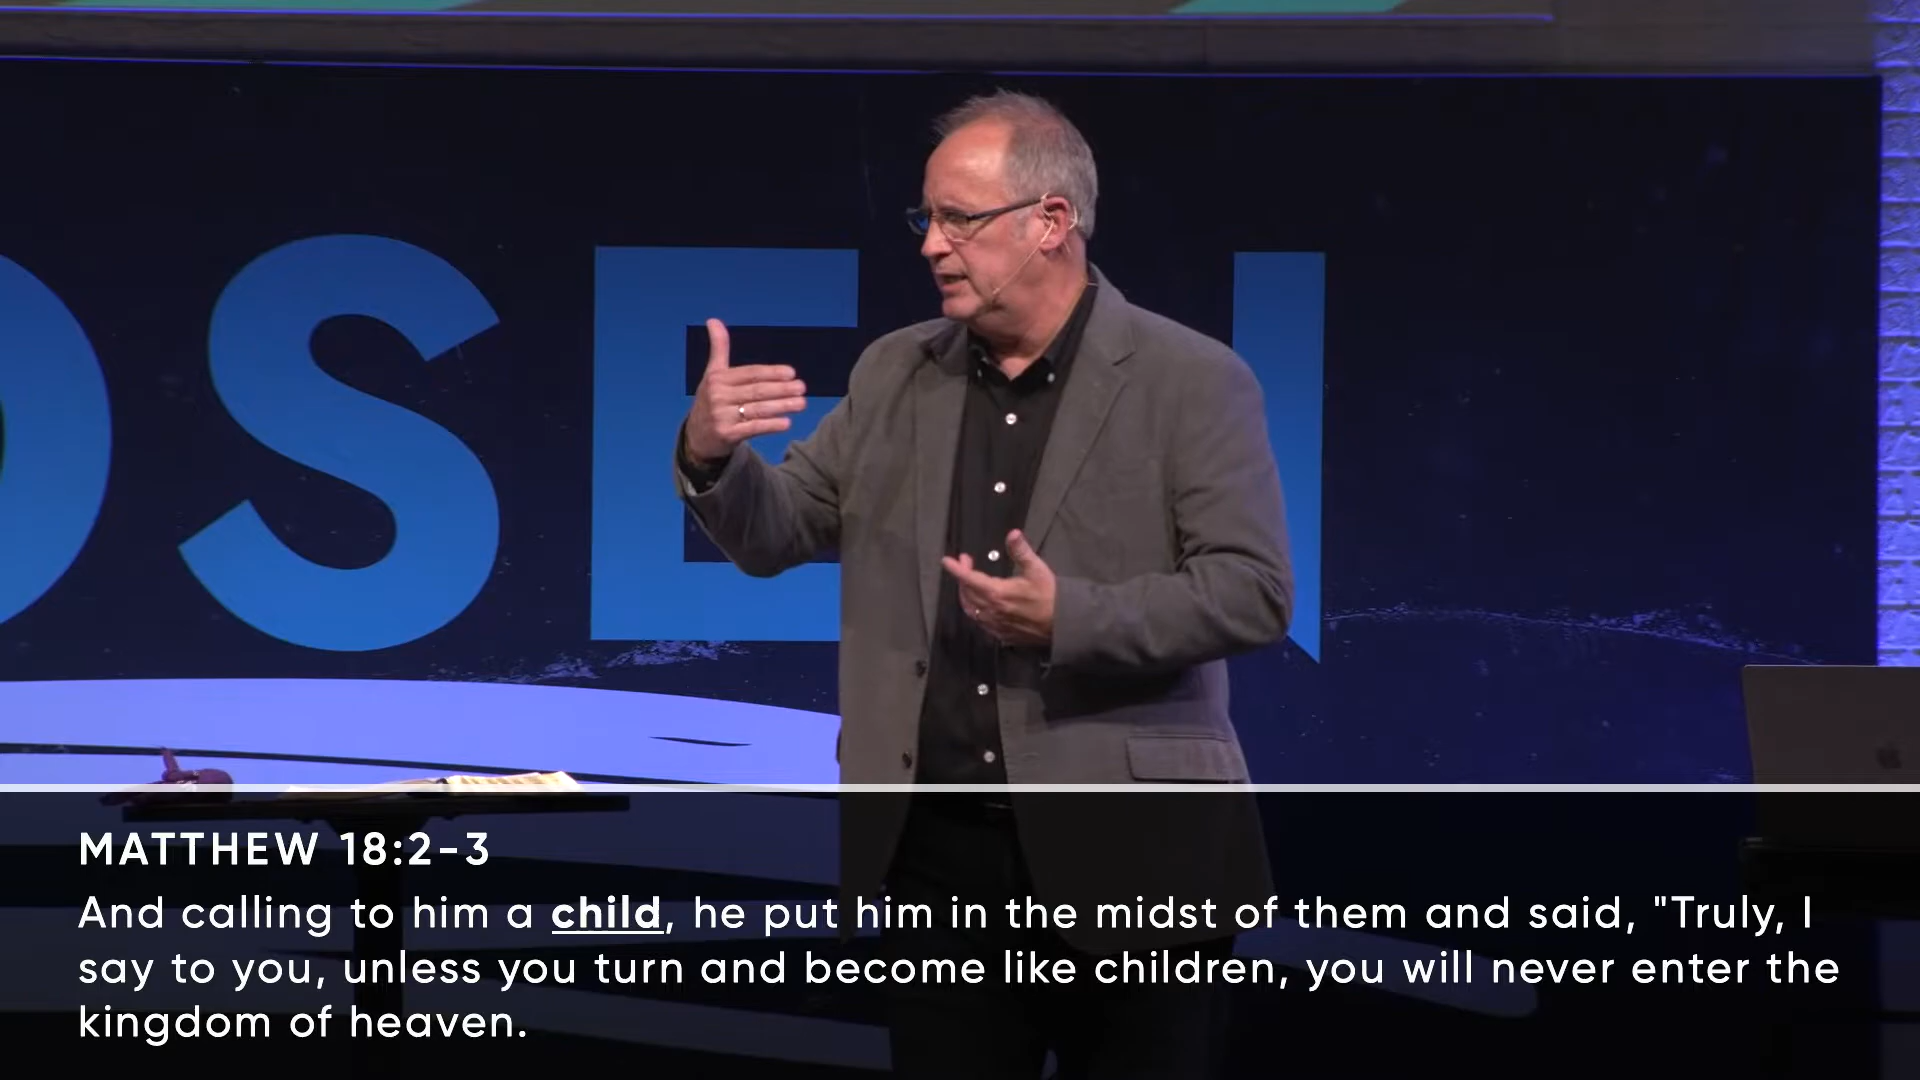 OSEN
MATTHEW 18:2-3
And calling to him a child, he put him in the midst of them and said, "Truly, I
say to you, unless you turn and become like children, you will never enter the
kingdom of heaven.